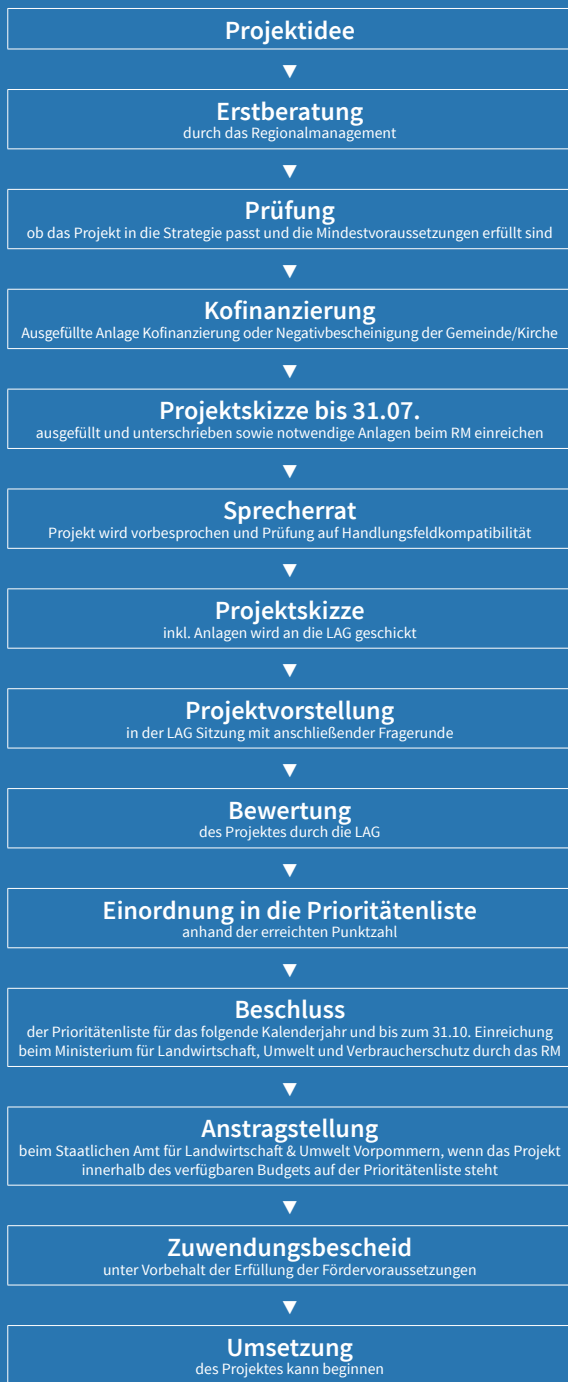 Projektidee
▼
Erstberatung
durch das Regionalmanagement
▼
Prüfung
ob das Projekt in die Strategie passt und die Mindestvoraussetzungen erfüllt sind
▼
Kofinanzierung
Ausgefüllte Anlage Kofinanzierung oder Negativbescheinigung der Gemeinde/Kirche
▼
Projektskizze bis 31.07.
ausgefüllt und unterschrieben sowie notwendige Anlagen beim RM einreichen
▼
Sprecherrat
Projekt wird vorbesprochen und Prüfung auf Handlungsfeldkompatibilität
▼
Projektskizze
inkl. Anlagen wird an die LAG geschickt
▼
Projektvorstellung
in der LAG Sitzung mit anschließender Fragerunde
▼
Bewertung
des Projektes durch die LAG
▼
Einordnung in die Prioritätenliste
anhand der erreichten Punktzahl
▼
Beschluss
der Prioritätenliste für das folgende Kalenderjahr und bis zum 31.10. Einreichung
beim Ministerium für Landwirtschaft, Umwelt und Verbraucherschutz durch das RM
▼
Anstragstellung
beim Staatlichen Amt für Landwirtschaft & Umwelt Vorpommern, wenn das Projekt
innerhalb des verfügbaren Budgets auf der Prioritätenliste steht
▼
Zuwendungsbescheid
unter Vorbehalt der Erfüllung der Fördervoraussetzungen
▼
Umsetzung
des Projektes kann beginnen